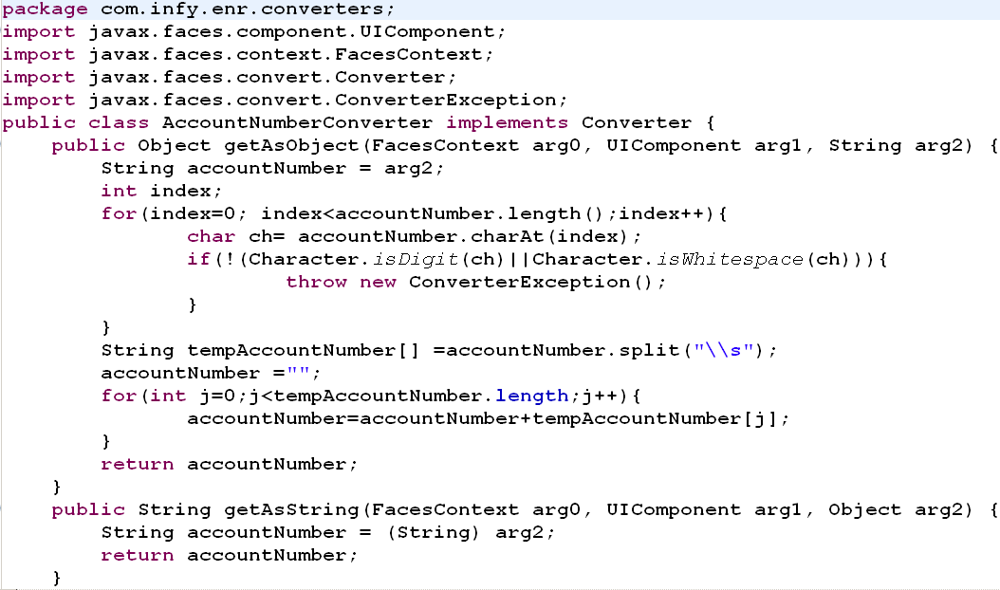 package com.infy.enr.converters;
import javax.faces.component.UIComponent;
import javax.faces.context.FacesContext;
import javax.faces.convert.Converter;
import javax.faces.convert.ConverterException;
public class AccountNumberConverter implements Converter {
    public Object getAsObject(FacesContext arg0, UIComponent arg1, String arg2) {
        String accountNumber = arg2;
        int index;
        for(index=0; index<accountNumber.length();index++){
               char ch= accountNumber.charAt(index);
               if(!(Character.isDigit(ch)||Character.isWhitespace(ch))){
                       throw new ConverterException();
               }
        }
        String tempAccountNumber[] =accountNumber.split("\\s");
        accountNumber ="";
        for(int j=0;j<tempAccountNumber.length;j++){
               accountNumber=accountNumber+tempAccountNumber[j];
        }
        return accountNumber;
    }
    public String getAsString(FacesContext arg0, UIComponent arg1, Object arg2) {
        String accountNumber = (String) arg2;
        return accountNumber;
    }